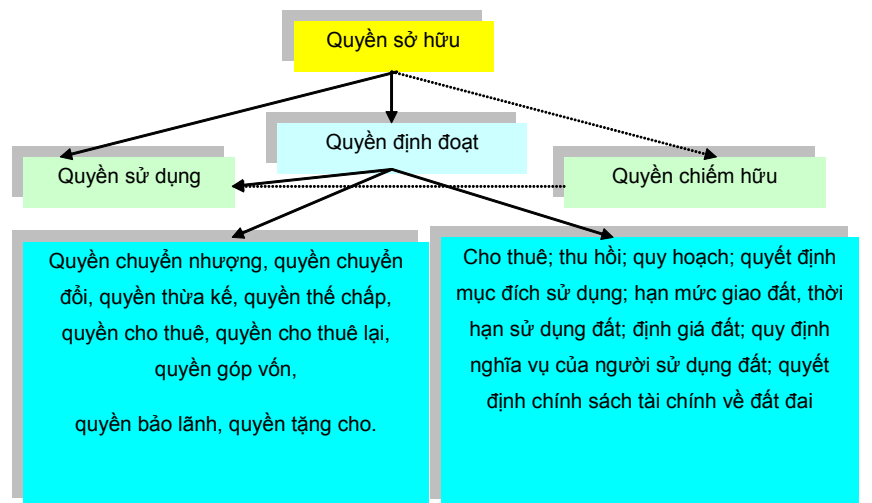 Quyền sở hữu
Quyền định đoạt
Quyền sử dụng
Quyền chiếm hữu
Quyền chuyển nhượng, quyền chuyển
đổi, quyền thừa kế, quyền thế chấp,
quyền cho thuê, quyền cho thuê lại,
quyền góp vốn,
quyền bảo lãnh, quyền tặng cho.
Cho thuê; thu hồi; quy hoạch; quyết định
mục đích sử dụng; hạn mức giao đất, thời
hạn sử dụng đất; định giá đất; quy định
nghĩa vụ của người sử dụng đất; quyết
định chính sách tài chính về đất đai